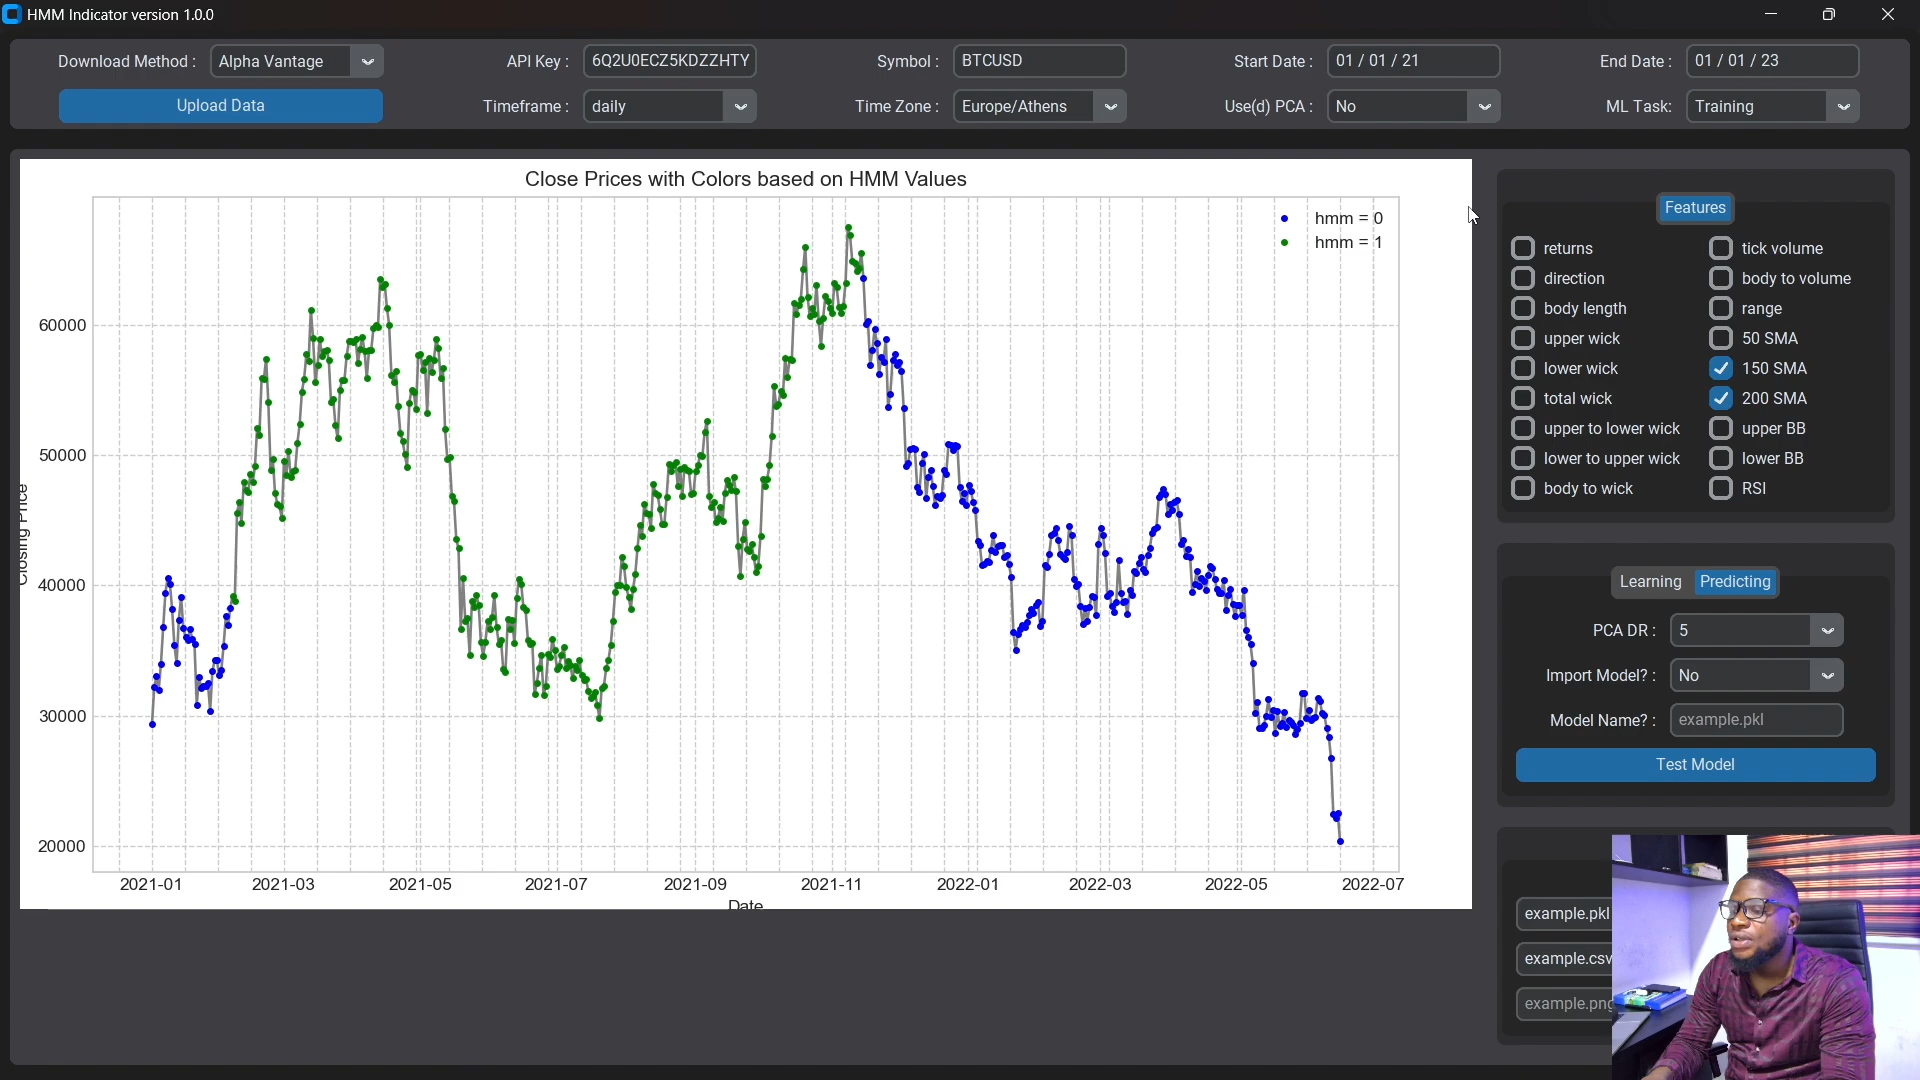 HMM Indicator version 1.0.0
Download Method : Alpha Vantage API Key : 6Q2U0ECZ5KDZZHTY Symbol : BTCUSD Start Date : 01 / 01 / 21 End Date : 01 / 01 / 23
Upload Data Timeframe : daily Time Zone : Europe/Athens Use(d) PCA : No ML Task: Training
Close Prices with Colors based on HMM Values
hmm = 0
hmm = 1
60000
50000
40000
30000
20000
Closing Price
2021-01 2021-03 2021-05 2021-07 2021-09 2021-11 2022-01 2022-03 2022-05 2022-07
Date
Features
returns tick volume
direction body to volume
body length range
upper wick 50 SMA
lower wick 150 SMA
total wick 200 SMA
upper to lower wick upper BB
lower to upper wick lower BB
body to wick RSI
Learning Predicting
PCA DR : 5
Import Model? : No
Model Name? : example.pkl
Test Model
example.pkl
example.csv
example.png